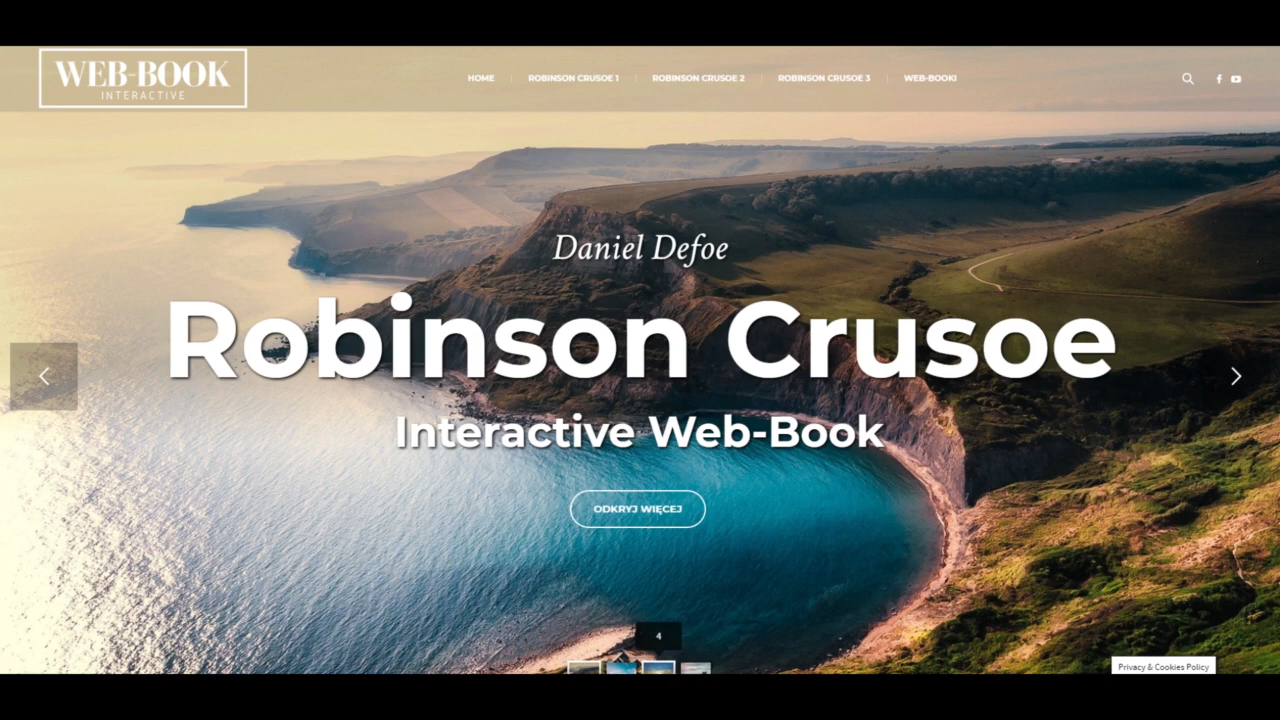 WEB-BOOK
INTERACTIVE
HOME
ROBINSON CRUSOE 1
ROBINSON CRUSOE 2
ROBINSON CRUSOE 3
WEB-BOOKI
Daniel Defoe
Robinson Crusoe
Interactive Web-Book
ODKRYJ WIĘCEJ
4
Privacy & Cookies Policy